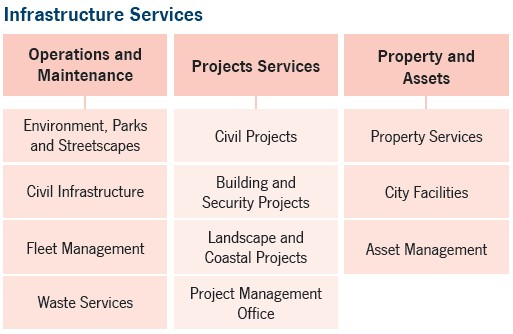 Infrastructure Services
Operations and
Maintenance
Environment, Parks
and Streetscapes
Civil Infrastructure
Fleet Management
Waste Services
Projects Services
Civil Projects
Building and
Security Projects
Landscape and
Coastal Projects
Project Management
Office
Property and
Assets
Property Services
City Facilities
Asset Management